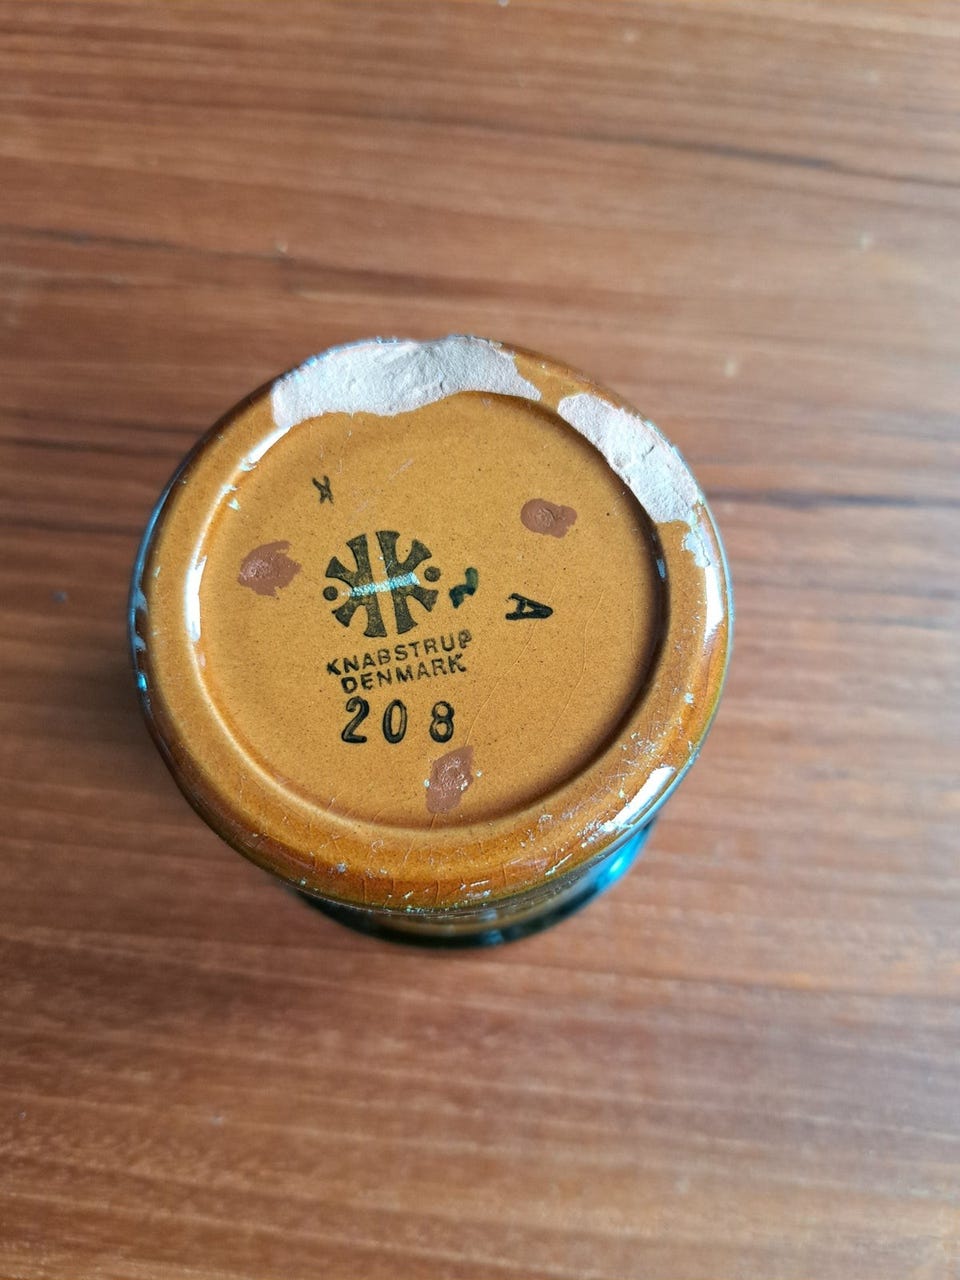 K
A
KNABSTRUP
DENMARK
208